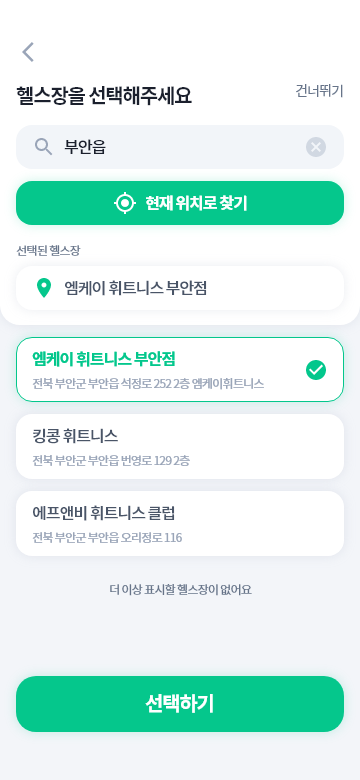 헬스장을 선택해주세요
건너뛰기
부안읍
현재 위치로 찾기
선택된 헬스장
엠케이 휘트니스 부안점
엠케이 휘트니스 부안점
전북 부안군 부안읍 석정로 252 2층 엠케이휘트니스
킹콩 휘트니스
전북 부안군 부안읍 번영로 129 2층
에프앤비 휘트니스 클럽
전북 부안군 부안읍 오리정로 116
더 이상 표시할 헬스장이 없어요
선택하기